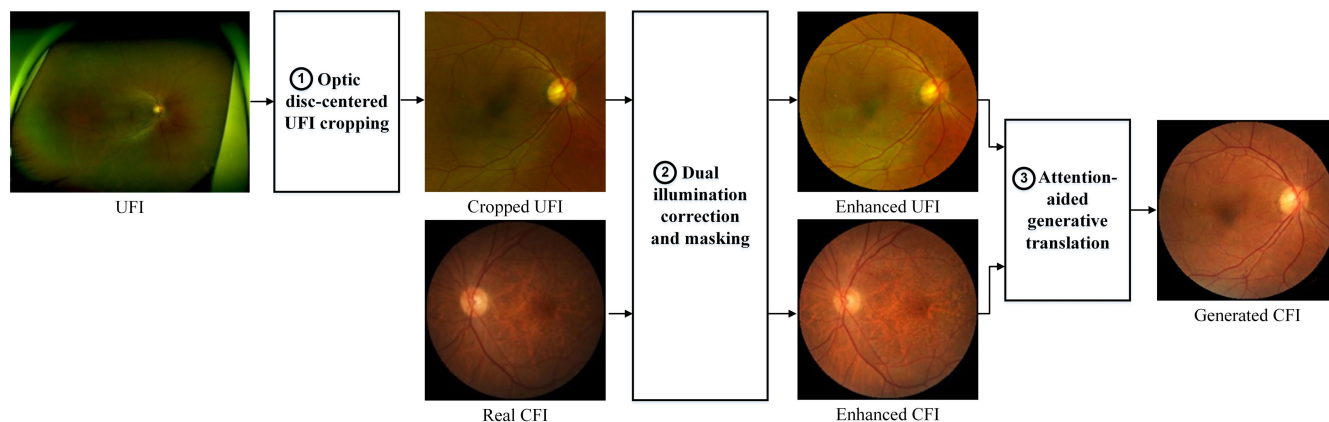 ① Optic
disc-centered
UFI cropping
UFI
Cropped UFI
② Dual
illumination
correction
and masking
Enhanced UFI
③ Attention-
aided
generative
translation
Real CFI
Enhanced CFI
Generated CFI